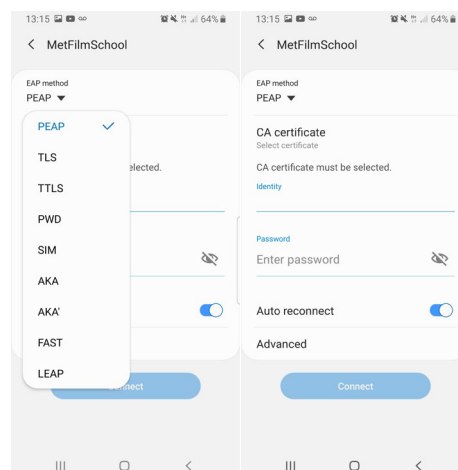 13:15
64%
MetFilmSchool
EAP method
PEAP
PEAP
TLS
elected.
TTLS
PWD
SIM
AKA
AKA'
FAST
LEAP
nnect
13:15
64%
MetFilmSchool
EAP method
PEAP
CA certificate
Select certificate
CA certificate must be selected.
Identity
Password
Enter password
Auto reconnect
Advanced
Connect